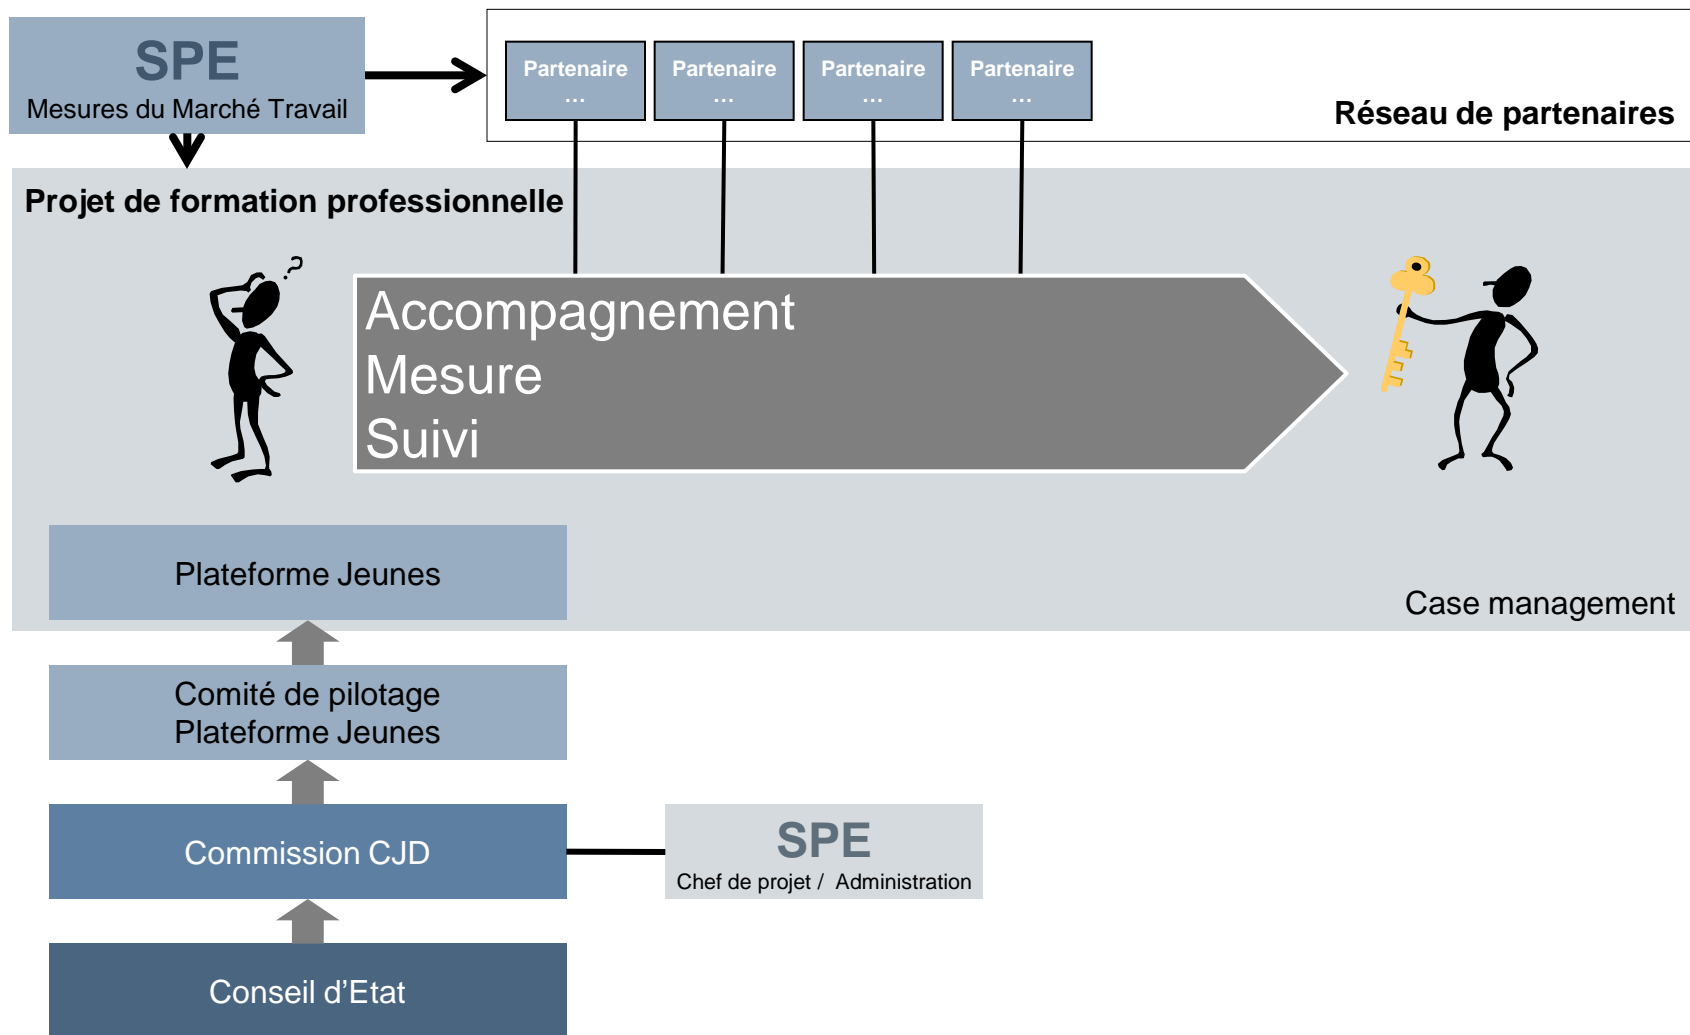 SPE
Mesures du Marché Travail
Partenaire
...
Partenaire
...
Partenaire
...
Partenaire
...
Réseau de partenaires
Projet de formation professionnelle
?
Accompagnement
Mesure
Suivi
Plateforme Jeunes
Case management
Comité de pilotage
Plateforme Jeunes
Commission CJD
SPE
Chef de projet / Administration
Conseil d’Etat